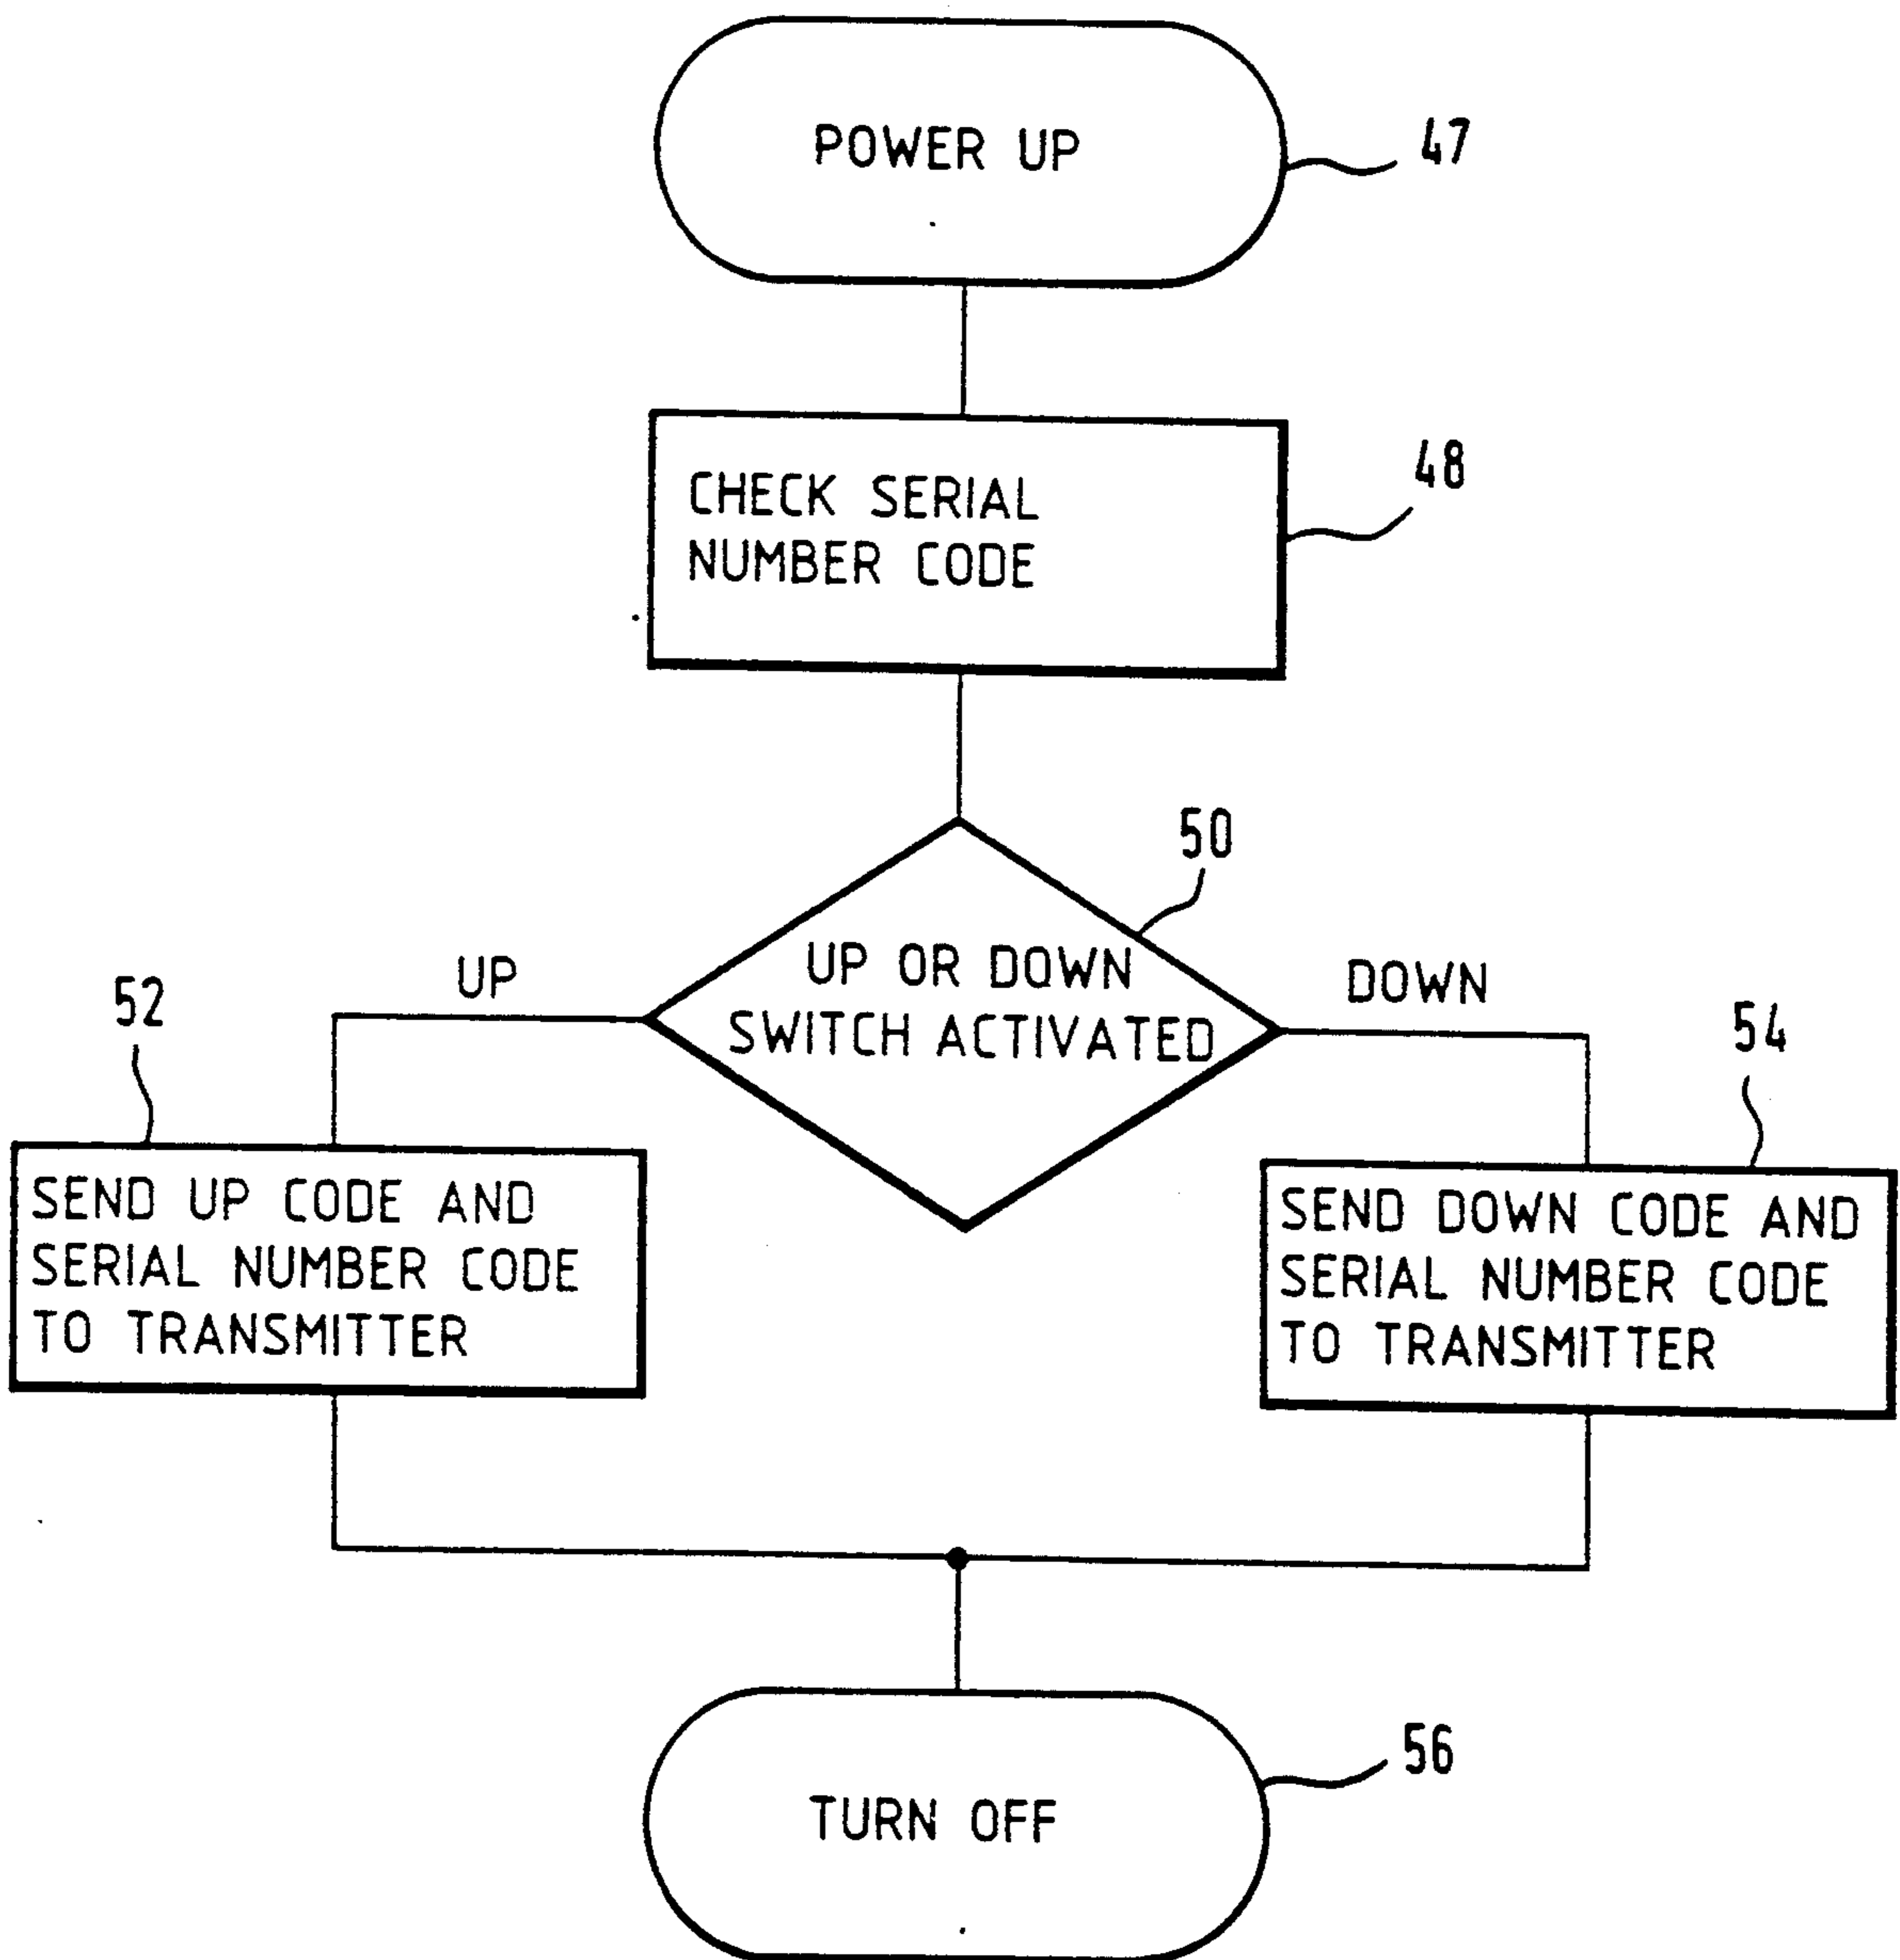 POWER UP
47
CHECK SERIAL
NUMBER CODE
48
50
UP OR DOWN
SWITCH ACTIVATED
UP
DOWN
52
54
SEND UP CODE AND
SERIAL NUMBER CODE
TO TRANSMITTER
SEND DOWN CODE AND
SERIAL NUMBER CODE
TO TRANSMITTER
TURN OFF
56